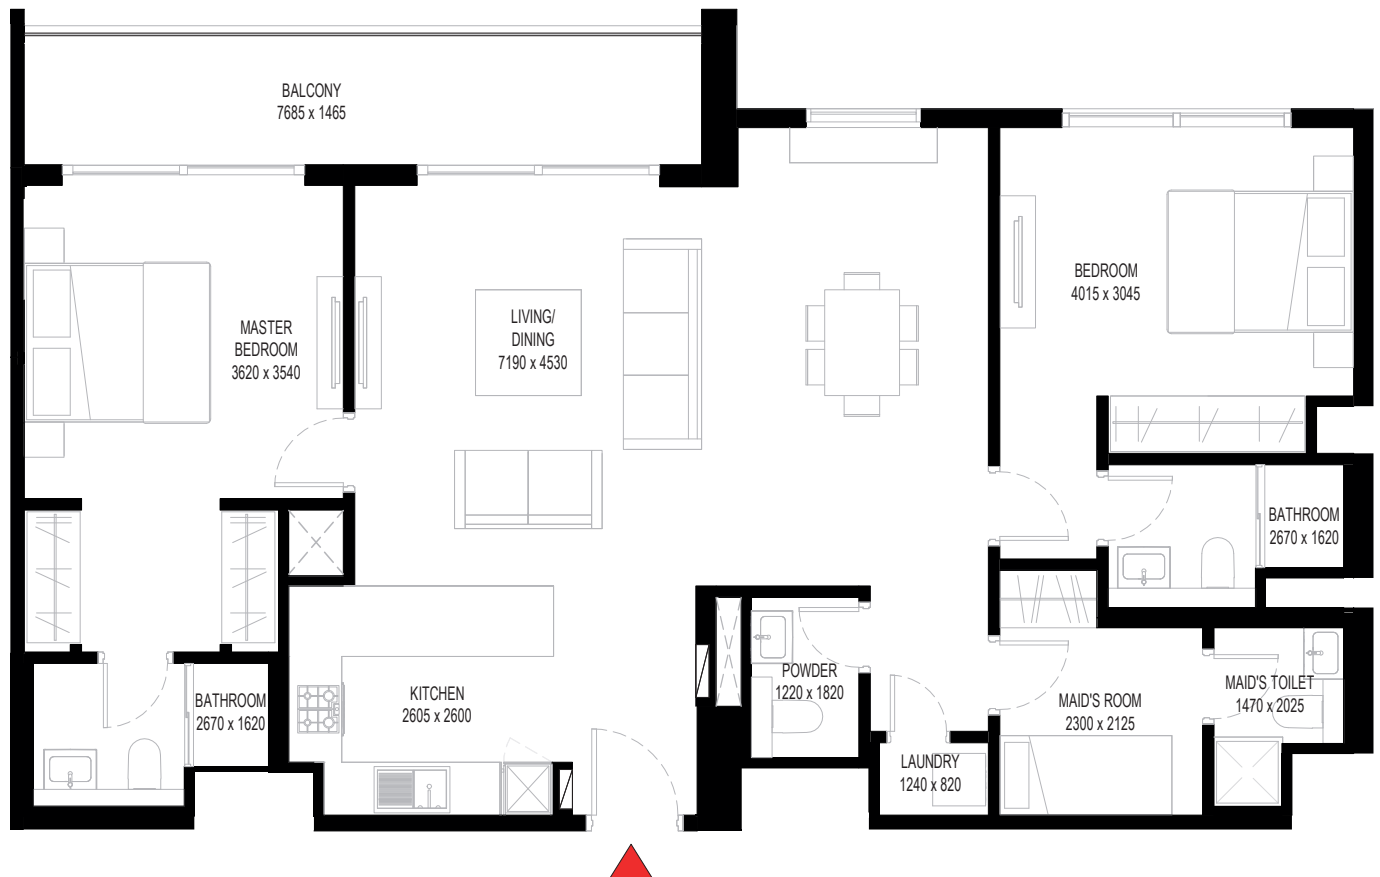 BALCONY
7685 x 1465
MASTER
BEDROOM
3620 x 3540
LIVING/
DINING
7190 x 4530
BEDROOM
4015 x 3045
BATHROOM
2670 x 1620
BATHROOM
2670 x 1620
KITCHEN
2605 x 2600
POWDER
1220 x 1820
LAUNDRY
1240 x 820
MAID'S ROOM
2300 x 2125
MAID'S TOILET
1470 x 2025